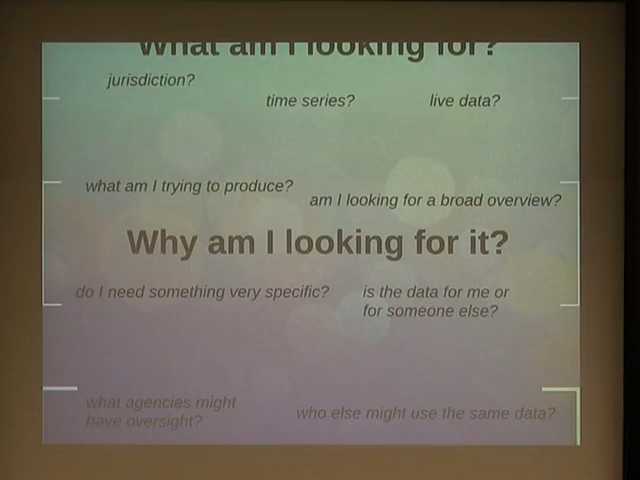 What am I looking for?
jurisdiction?
time series?
live data?
what am I trying to produce?
am I looking for a broad overview?
Why am I looking for it?
do I need something very specific?
is the data for me or
for someone else?
what agencies might
have oversight?
who else might use the same data?